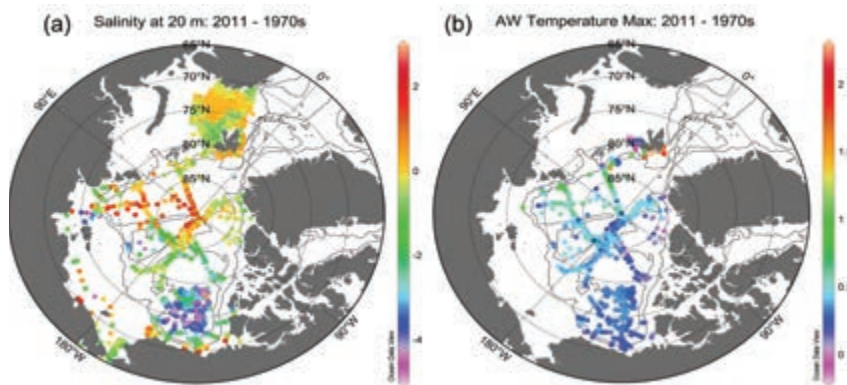 (a) Salinity at 20 m: 2011 - 1970s
65°N
70°N
75°N
80°N
85°N
0°
90°E
180°W
90°W
2
0
-2
-4
Ocean Data View
(b) AW Temperature Max: 2011 - 1970s
65°N
70°N
75°N
80°N
85°N
0°
90°E
180°W
90°W
2
1
0
Ocean Data View